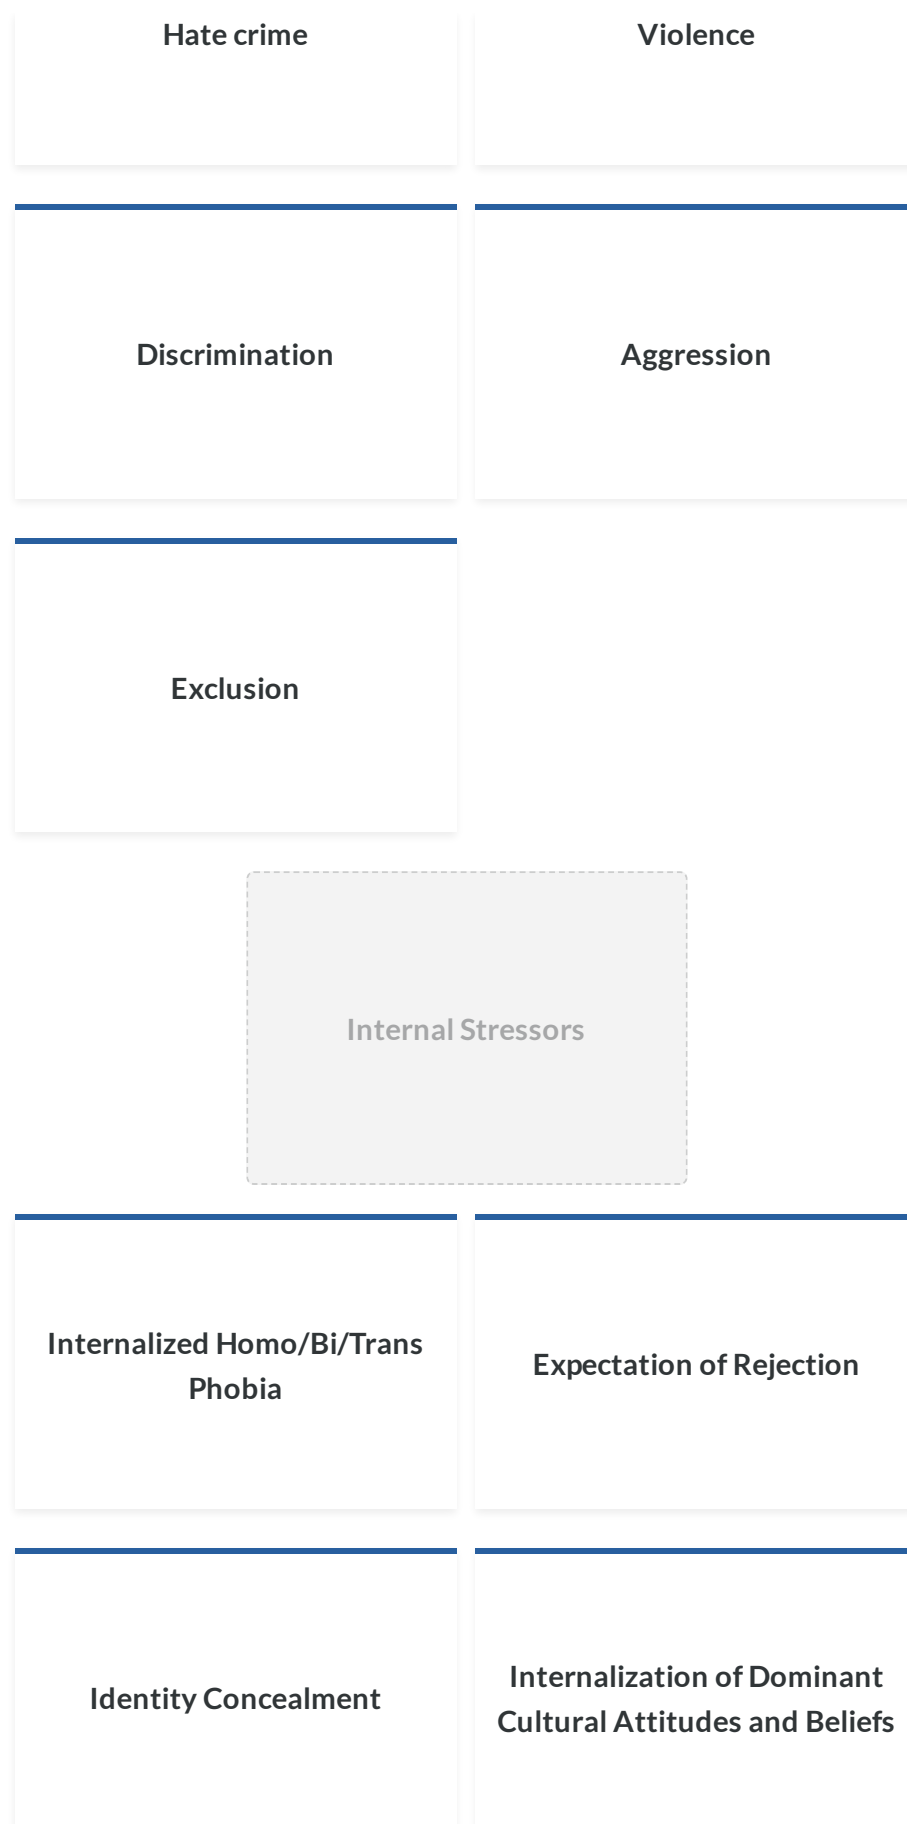 Hate crime
Violence
Discrimination
Aggression
Exclusion
Internal Stressors
Internalized Homo/Bi/Trans
Phobia
Expectation of Rejection
Identity Concealment
Internalization of Dominant
Cultural Attitudes and Beliefs